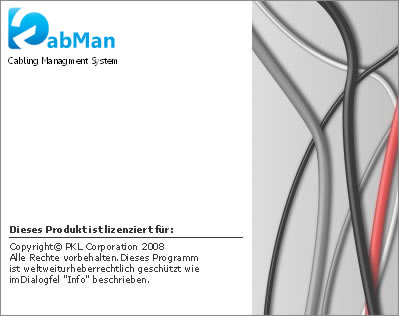 CabMan
Cabling Managment System
Dieses Produkt ist lizenziert für:
Copyright© PKL Corporation 2008
Alle Rechte vorbehalten. Dieses Programm
ist weltweit urheberrechtlich geschützt wie
im Dialogfel "Info" beschrieben.